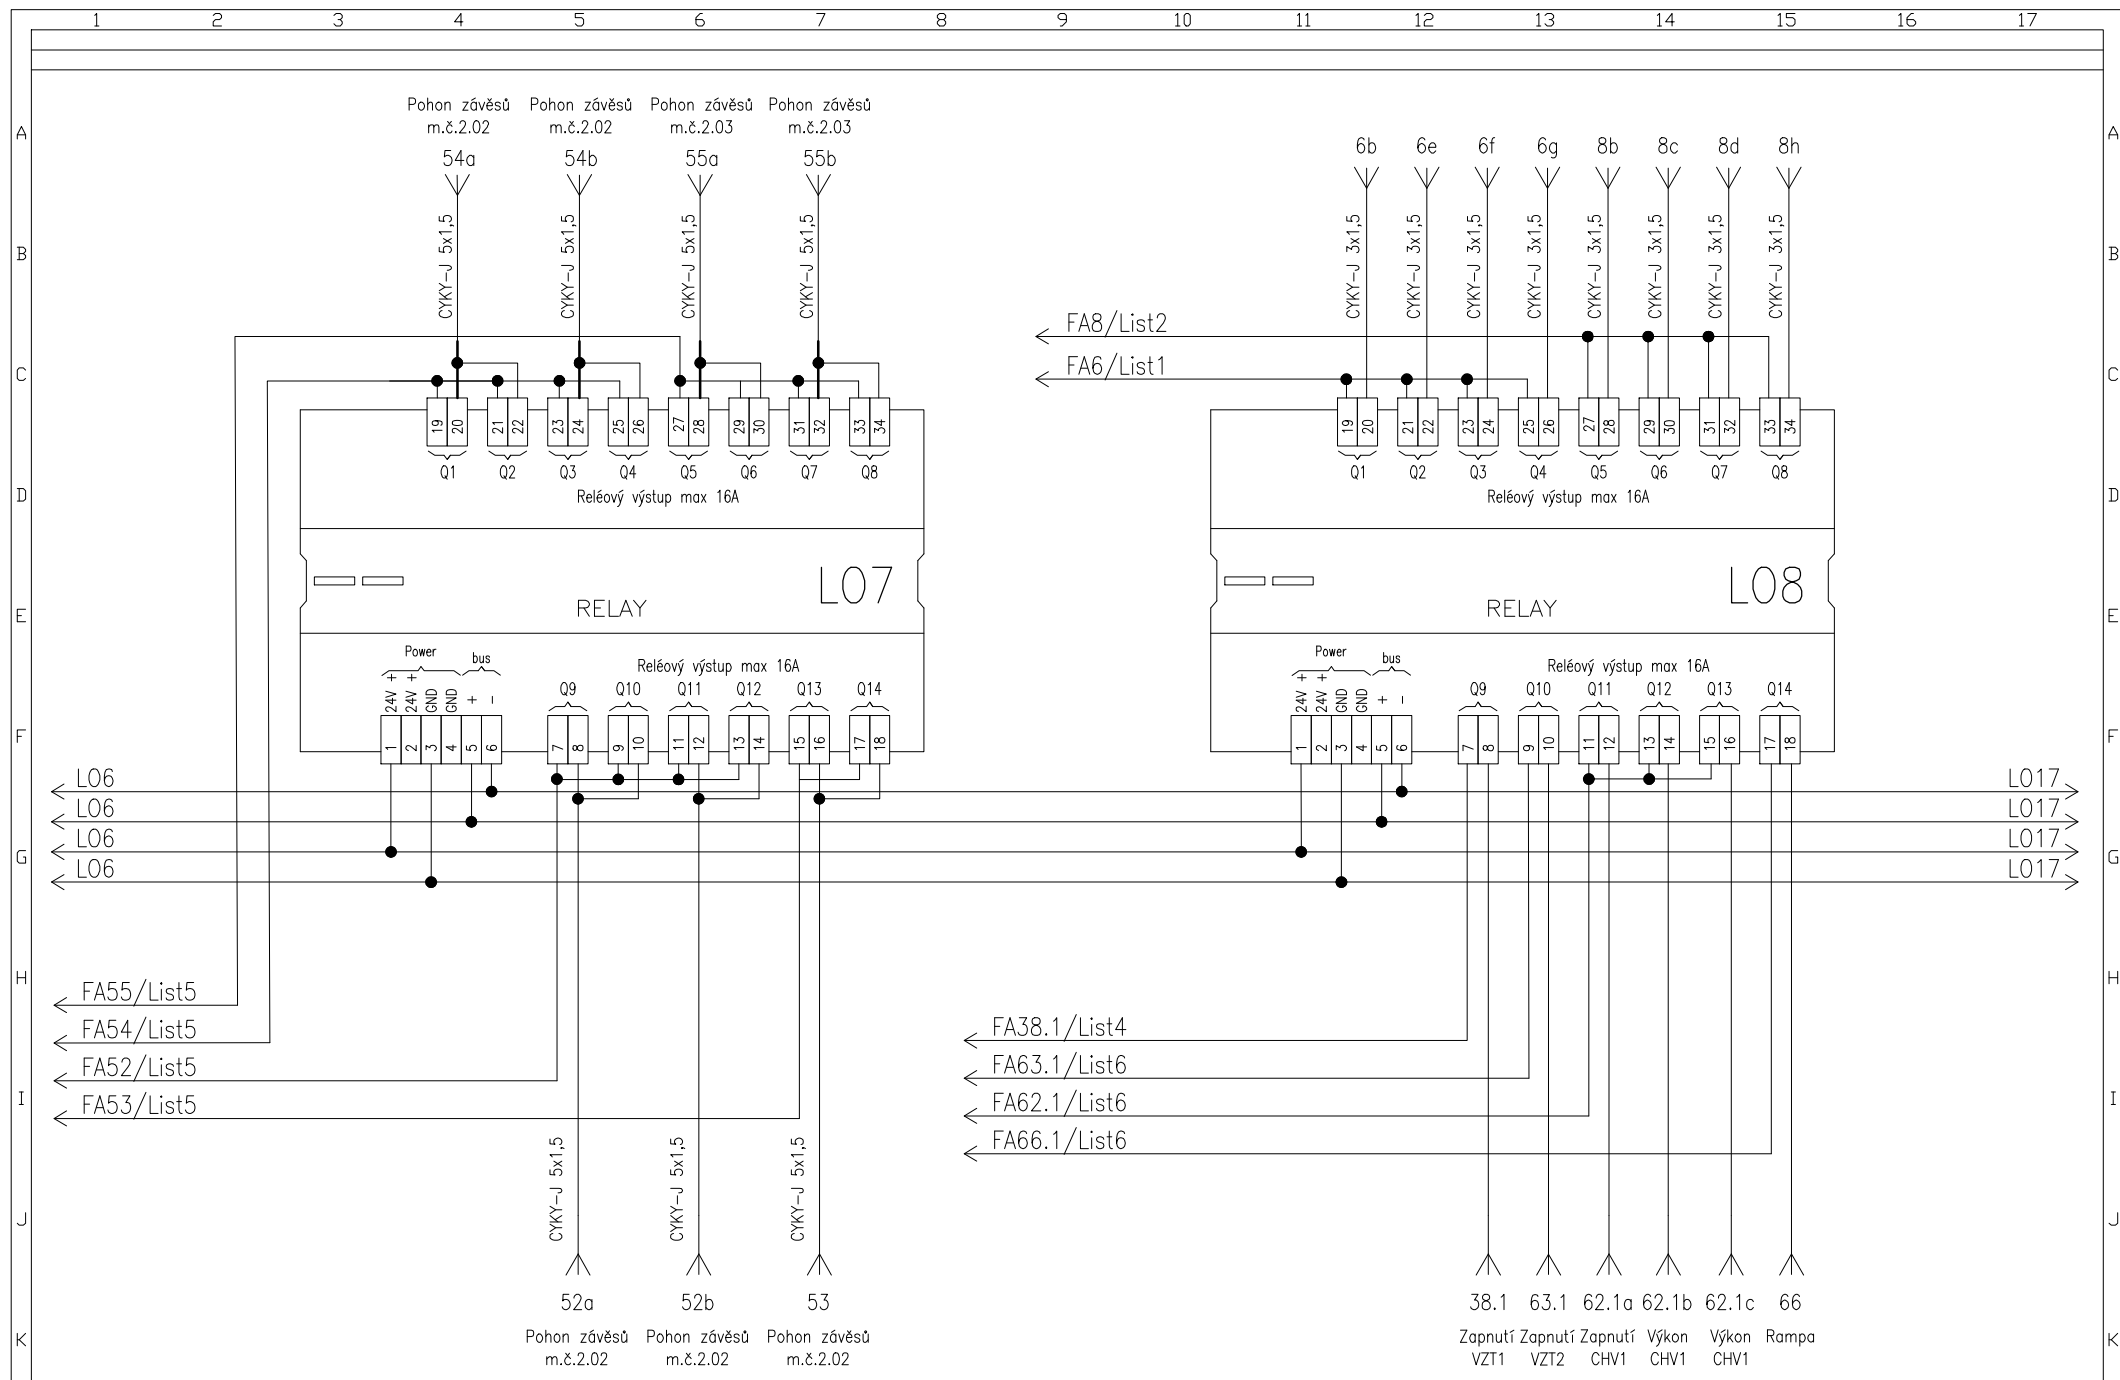 1 2 3 4 5 6 7 8 9 10 11 12 13 14 15 16 17
Pohon závěsů Pohon závěsů Pohon závěsů Pohon závěsů
m.č.2.02 m.č.2.02 m.č.2.03 m.č.2.03
A A
54a 54b 55a 55b
6b 6e 6f 6g 8b 8c 8d 8h
CYKY-J 5x1,5 CYKY-J 5x1,5 CYKY-J 5x1,5 CYKY-J 5x1,5
CYKY-J 3x1,5 CYKY-J 3x1,5 CYKY-J 3x1,5 CYKY-J 3x1,5 CYKY-J 3x1,5 CYKY-J 3x1,5 CYKY-J 3x1,5 CYKY-J 3x1,5
B B
FA8/List2
FA6/List1
C C
19 20 21 22 23 24 25 26 27 28 29 30 31 32 33 34
19 20 21 22 23 24 25 26 27 28 29 30 31 32 33 34
Q1 Q2 Q3 Q4 Q5 Q6 Q7 Q8
Q1 Q2 Q3 Q4 Q5 Q6 Q7 Q8
D D
Reléový výstup max 16A
Reléový výstup max 16A
LO7
LO8
RELAY
RELAY
E E
Power bus
Reléový výstup max 16A
Power bus
Reléový výstup max 16A
24V + 24V + GND GND + -
Q9 Q10 Q11 Q12 Q13 Q14
24V + 24V + GND GND + -
Q9 Q10 Q11 Q12 Q13 Q14
F F
1 2 3 4 5 6 7 8 9 10 11 12 13 14 15 16 17 18
1 2 3 4 5 6 7 8 9 10 11 12 13 14 15 16 17 18
LO6 LO17
LO6 LO17
LO6 LO17
G G
LO6 LO17
H H
FA55/List5
FA54/List5
FA52/List5
FA53/List5
FA38.1/List4
FA63.1/List6
FA62.1/List6
FA66.1/List6
I I
CYKY-J 5x1,5 CYKY-J 5x1,5 CYKY-J 5x1,5
J J
52a 52b 53
38.1 63.1 62.1a 62.1b 62.1c 66
K K
Pohon závěsů Pohon závěsů Pohon závěsů
m.č.2.02 m.č.2.02 m.č.2.02
Zapnutí Zapnutí Zapnutí Výkon Výkon Rampa
VZT1 VZT2 CHV1 CHV1 CHV1